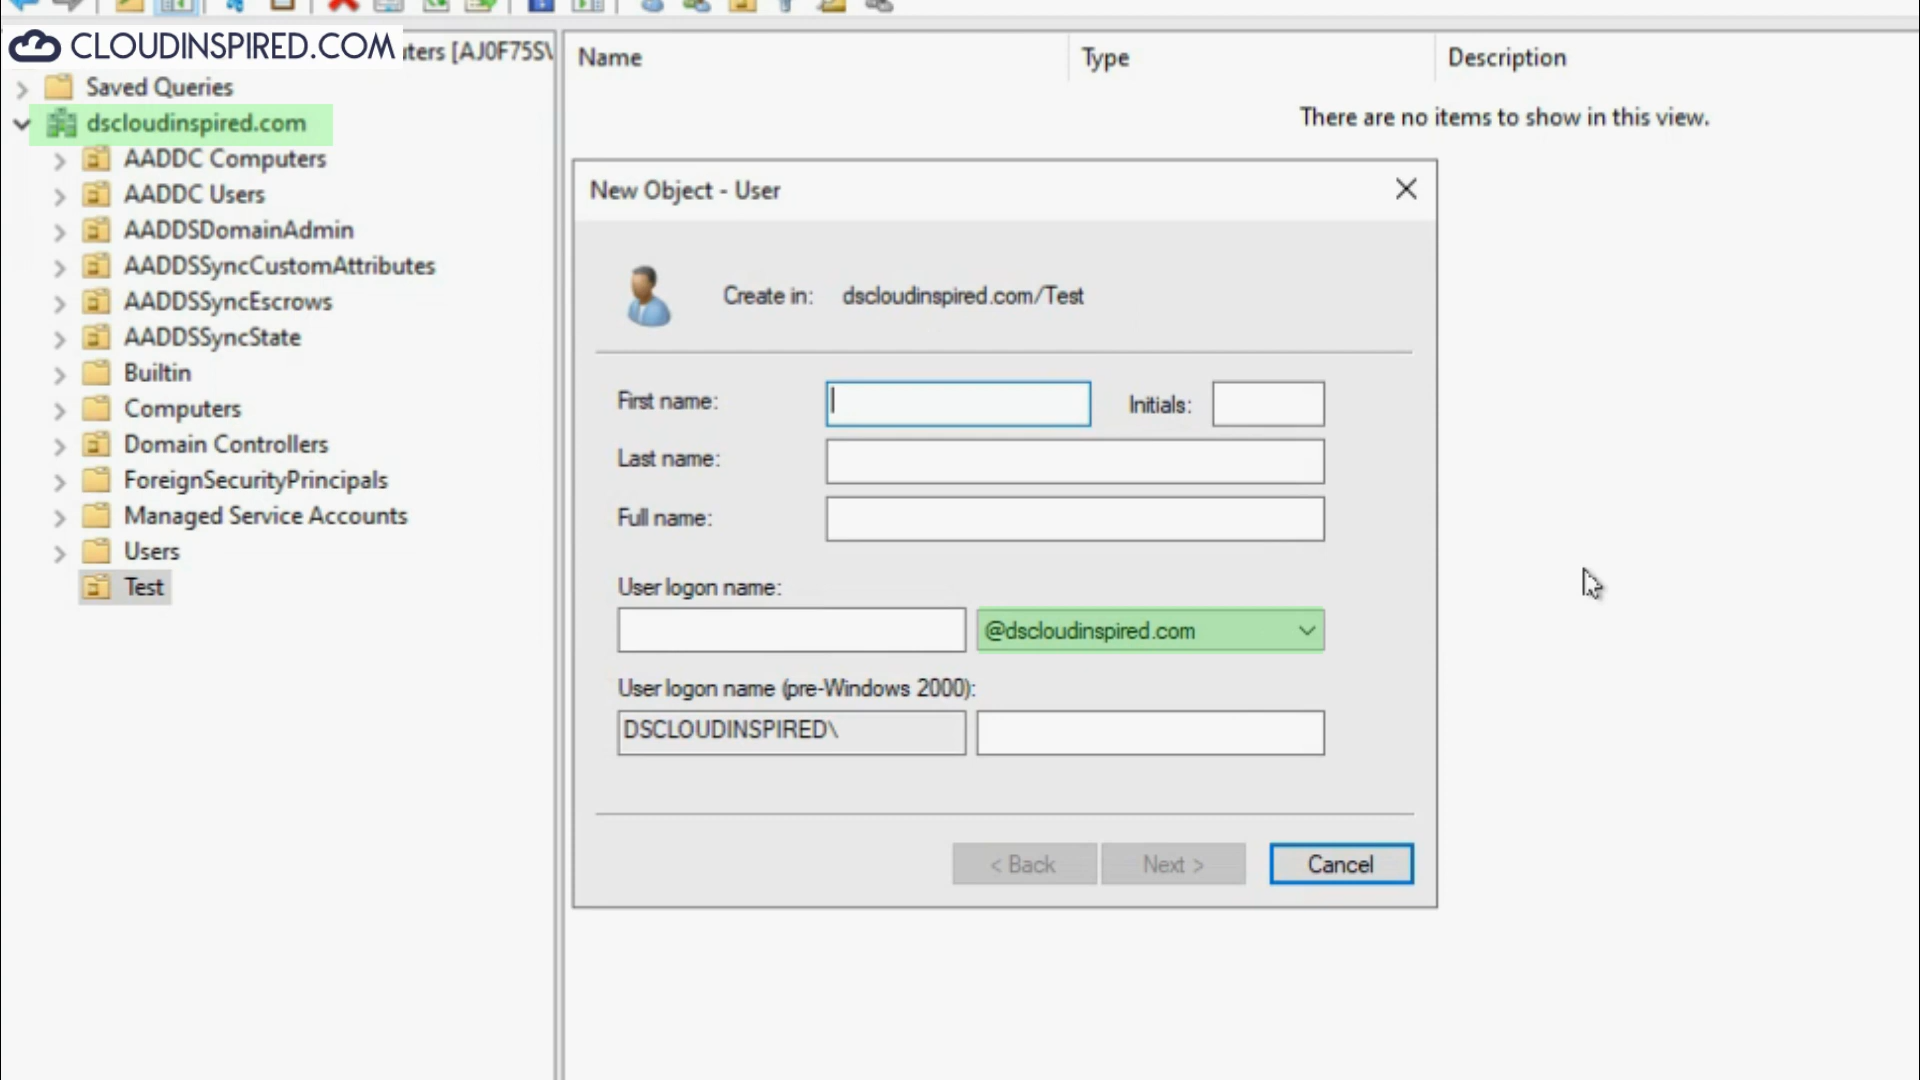 CLOUDINSPIRED.COM
uters [AJ0F75S\
Saved Queries
dscloudinspired.com
AADDC Computers
AADDC Users
AADDSDomainAdmin
AADDSSyncCustomAttributes
AADDSSyncEscrows
AADDSSyncState
Builtin
Computers
Domain Controllers
ForeignSecurityPrincipals
Managed Service Accounts
Users
Test
Name Type Description
There are no items to show in this view.
New Object - User
Create in: dscloudinspired.com/Test
First name: Initials:
Last name:
Full name:
User logon name:
@dscloudinspired.com
User logon name (pre-Windows 2000):
DSCLOUDINSPIRED\
< Back Next > Cancel